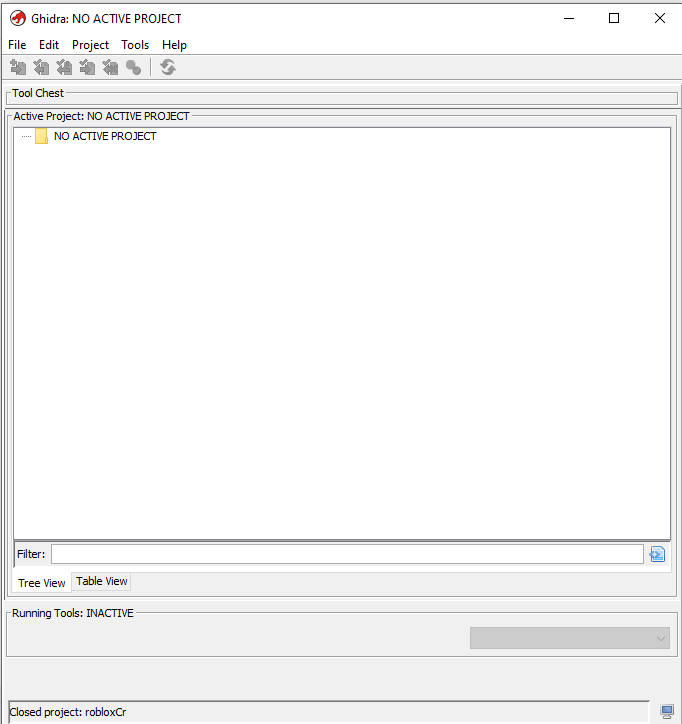 Ghidra: NO ACTIVE PROJECT
File Edit Project Tools Help
Tool Chest
Active Project: NO ACTIVE PROJECT
NO ACTIVE PROJECT
Filter:
Tree View Table View
Running Tools: INACTIVE
Closed project: robloxCr